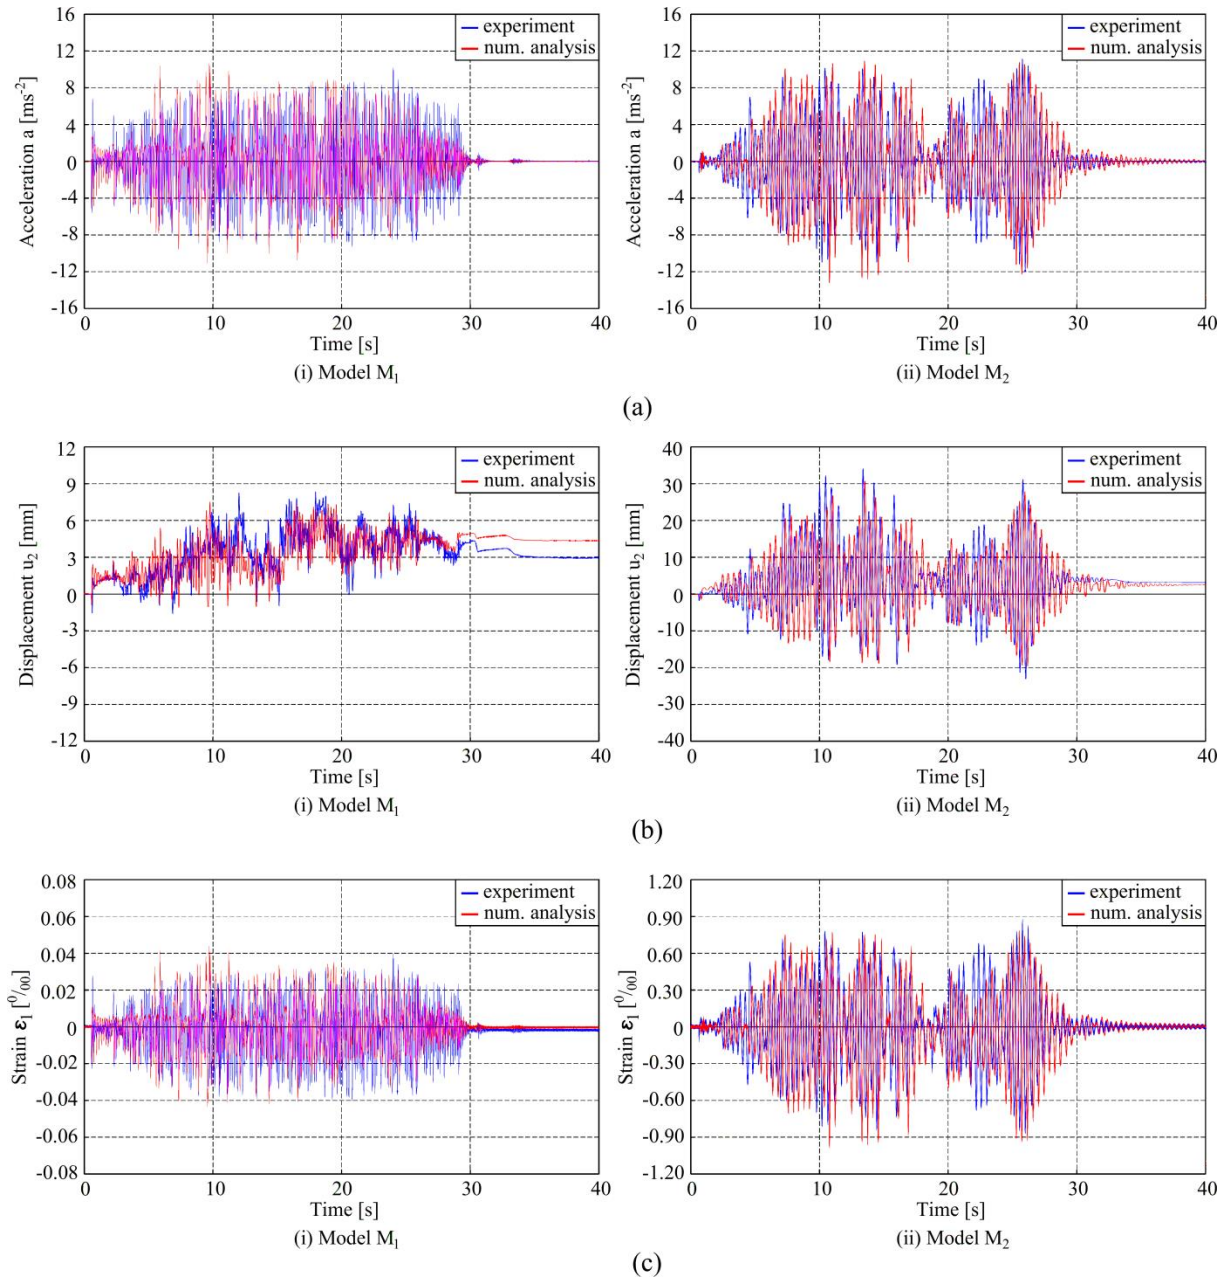 16
12
8
4
0
-4
-8
-12
-16
Acceleration a [ms⁻²]
experiment
num. analysis
0 10 20 30 40
Time [s]
(i) Model M₁
16
12
8
4
0
-4
-8
-12
-16
Acceleration a [ms⁻²]
experiment
num. analysis
0 10 20 30 40
Time [s]
(ii) Model M₂
(a)
12
9
6
3
0
-3
-6
-9
-12
Displacement u₂ [mm]
experiment
num. analysis
0 10 20 30 40
Time [s]
(i) Model M₁
40
30
20
10
0
-10
-20
-30
-40
Displacement u₂ [mm]
experiment
num. analysis
0 10 20 30 40
Time [s]
(ii) Model M₂
(b)
0.08
0.06
0.04
0.02
0
-0.02
-0.04
-0.06
-0.08
Strain ε₁ [⁰/₀₀]
experiment
num. analysis
0 10 20 30 40
Time [s]
(i) Model M₁
1.20
0.90
0.60
0.30
0
-0.30
-0.60
-0.90
-1.20
Strain ε₁ [⁰/₀₀]
experiment
num. analysis
0 10 20 30 40
Time [s]
(ii) Model M₂
(c)